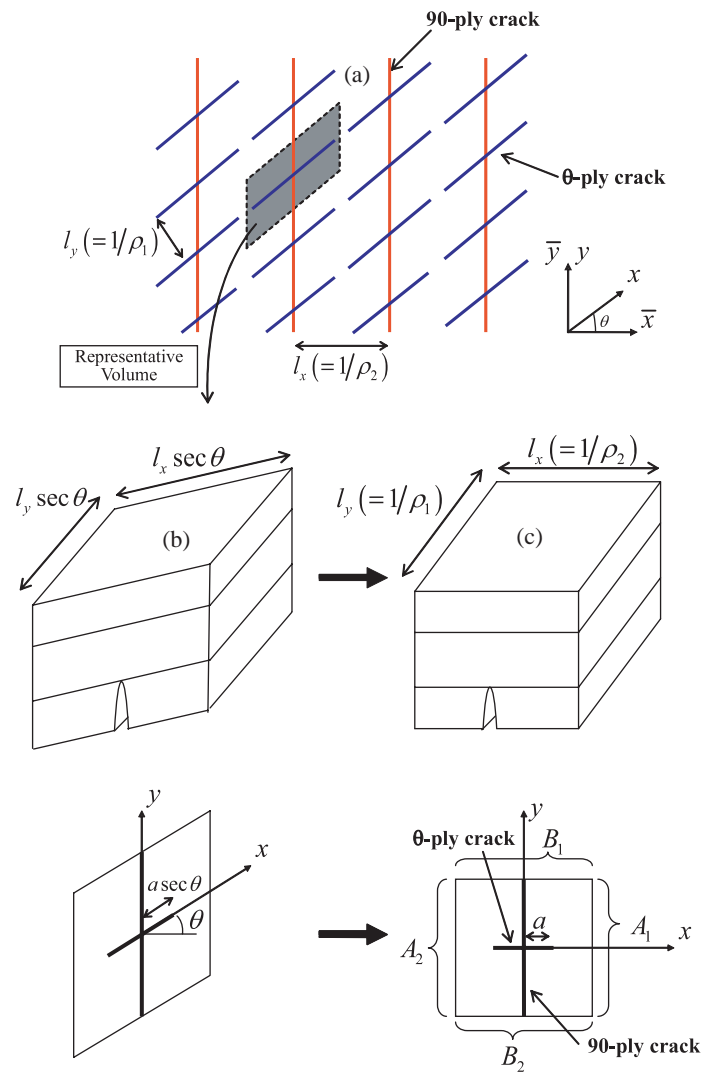 90-ply crack
(a)
θ-ply crack
l_y (=1/ρ_1)
y̅ y
x
θ
x̅
Representative
Volume
l_x (=1/ρ_2)
l_x sec θ
l_y sec θ
(b)
l_x (=1/ρ_2)
l_y (=1/ρ_1)
(c)
y
x
a sec θ
θ
y
θ-ply crack
B_1
a
A_2
A_1
x
B_2
90-ply crack